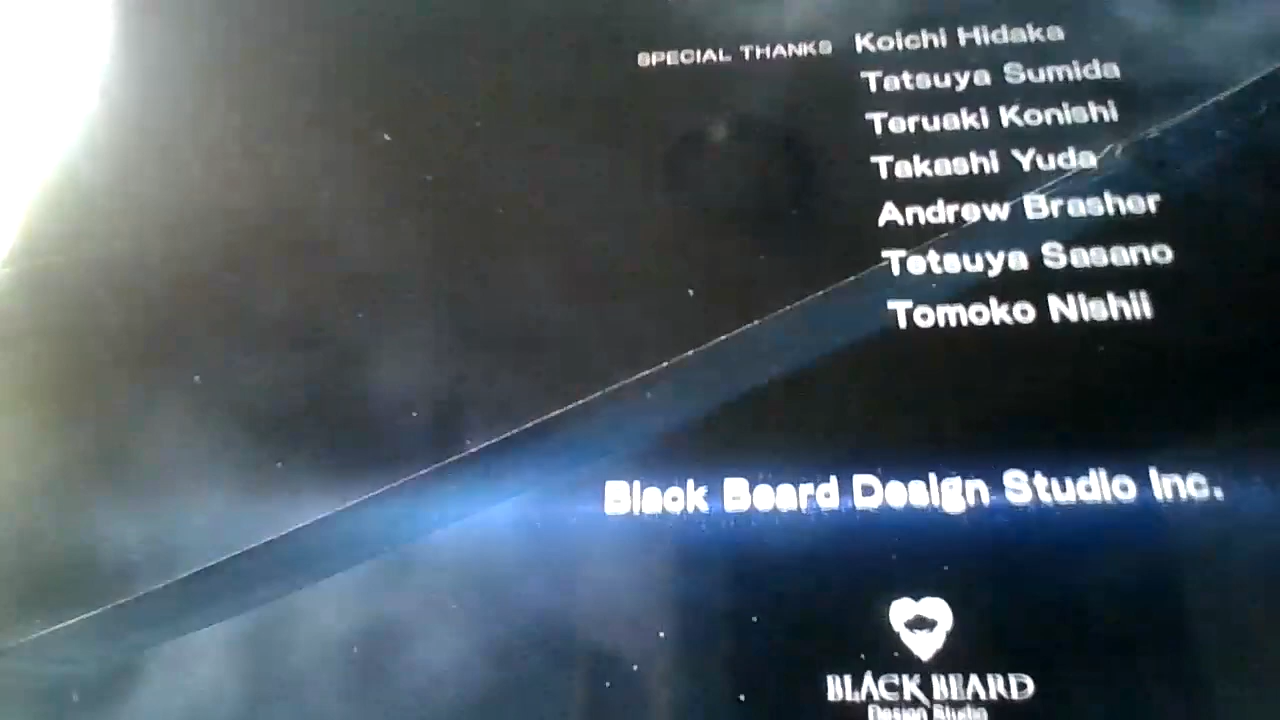 SPECIAL THANKS Koichi Hidaka
Tatsuya Sumida
Teruaki Konishi
Takashi Yuda
Andrew Brasher
Tetsuya Sasano
Tomoko Nishii
Black Beard Design Studio Inc.
BLACK BEARD
Design Studio